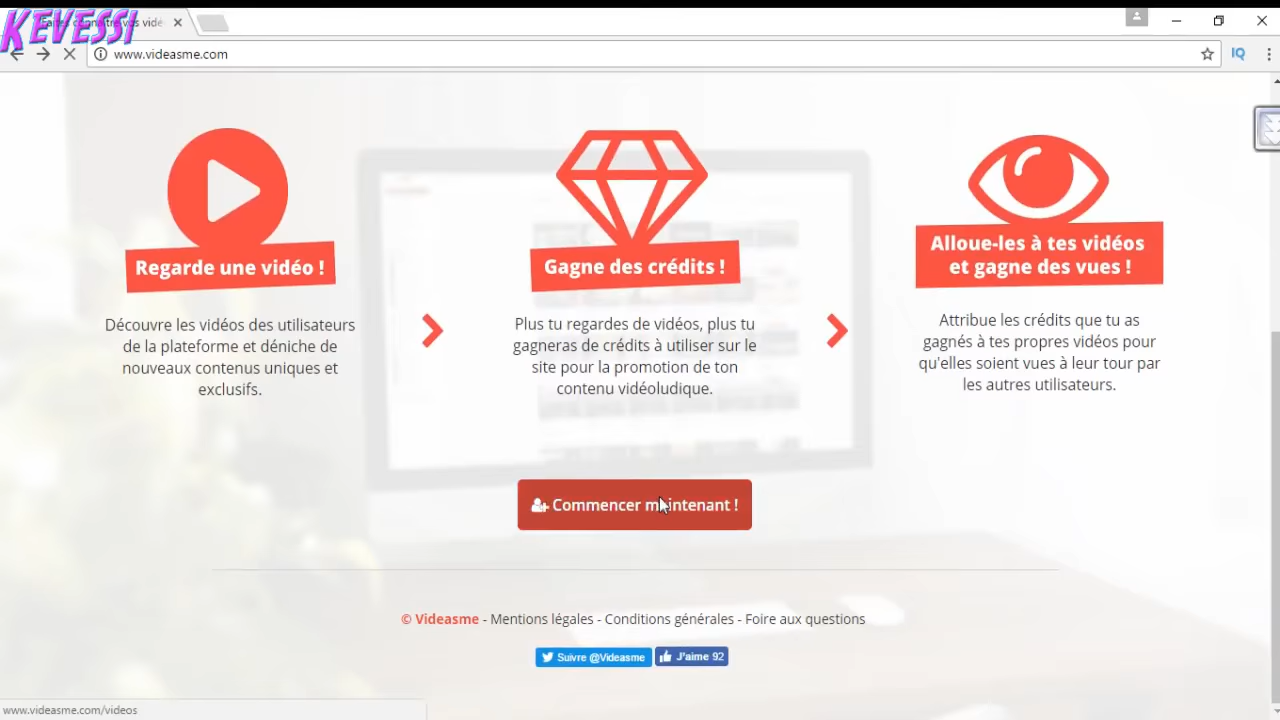 KEVESSI
www.videasme.com
IQ
Regarde une vidéo !
Découvre les vidéos des utilisateurs
de la plateforme et déniche de
nouveaux contenus uniques et
exclusifs.
Gagne des crédits !
Plus tu regardes de vidéos, plus tu
gagneras de crédits à utiliser sur le
site pour la promotion de ton
contenu vidéoludique.
Alloue-les à tes vidéos
et gagne des vues !
Attribue les crédits que tu as
gagnés à tes propres vidéos pour
qu'elles soient vues à leur tour par
les autres utilisateurs.
Commencer maintenant !
© Videasme - Mentions légales - Conditions générales - Foire aux questions
Suivre @Videasme J'aime 92
www.videasme.com/videos